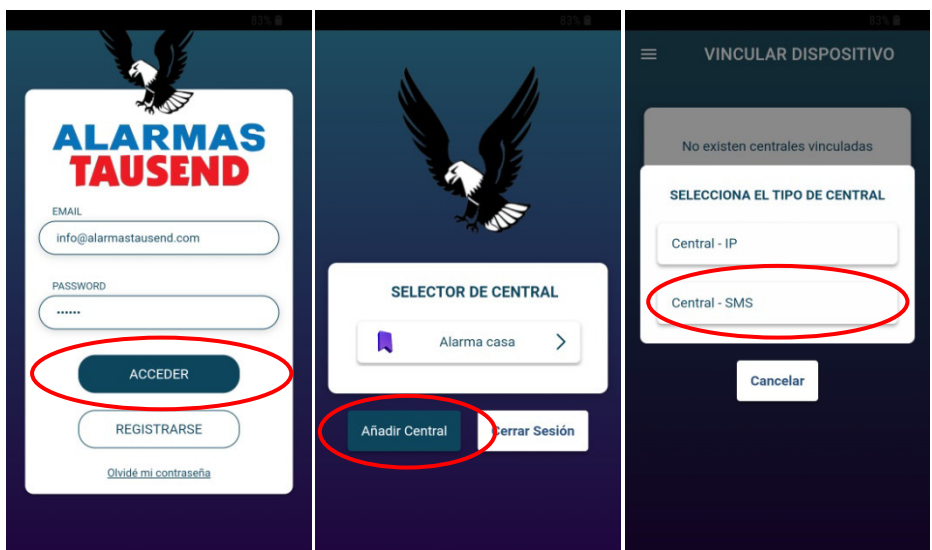 83%
ALARMAS
TAUSEND
EMAIL
info@alarmastausend.com
PASSWORD
······
ACCEDER
REGISTRARSE
Olvidé mi contraseña
83%
SELECTOR DE CENTRAL
Alarma casa
Añadir Central
Cerrar Sesión
83%
VINCULAR DISPOSITIVO
No existen centrales vinculadas
SELECCIONA EL TIPO DE CENTRAL
Central - IP
Central - SMS
Cancelar